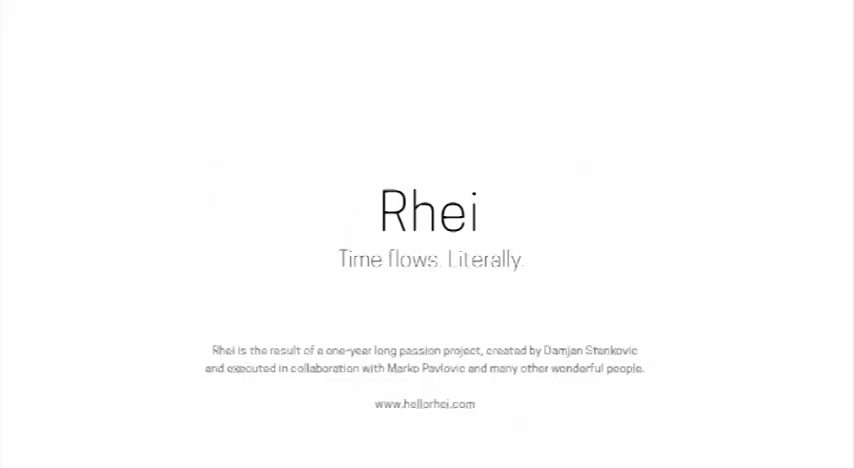 Rhei
Time flows. Literally.
Rhei is the result of a one-year long passion project, created by Damjan Stankovic
and executed in collaboration with Marko Pavlovic and many other wonderful people.
www.hellorhei.com